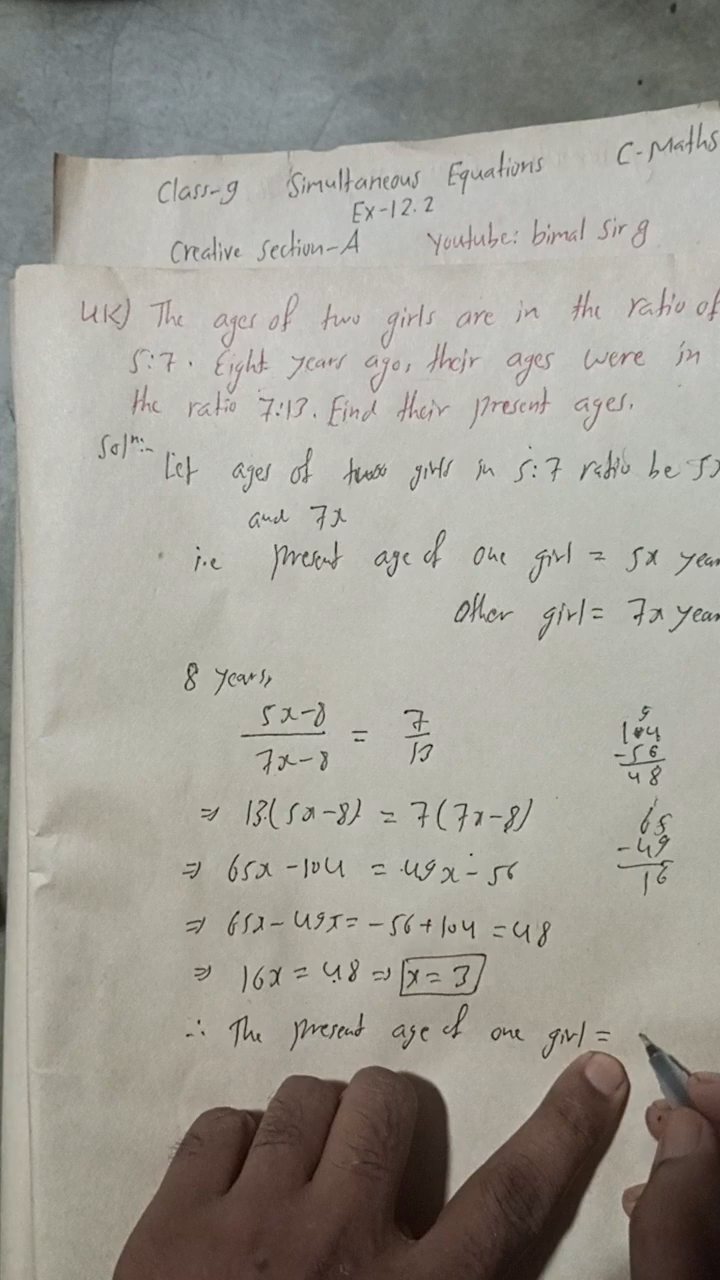 Class-9 Simultaneous Equations C-Maths
Ex-12.2
Creative Section-A Youtube: bimal sir g
4K) The ages of two girls are in the ratio of
5:7. Eight years ago, their ages were in
the ratio 7:13. Find their present ages.
Solⁿ:-
Let ages of two girls in 5:7 ratio be 5x
and 7x
i.e present age of one girl = 5x year
Other girl = 7x year
8 years,
(5x-8)/(7x-8) = 7/13
⇒ 13(5x-8) = 7(7x-8)
⇒ 65x - 104 = 49x - 56
⇒ 65x - 49x = -56 + 104 = 48
⇒ 16x = 48 ⇒ x = 3
∴ The present age of one girl =
9
104
-56
48
65
-49
16